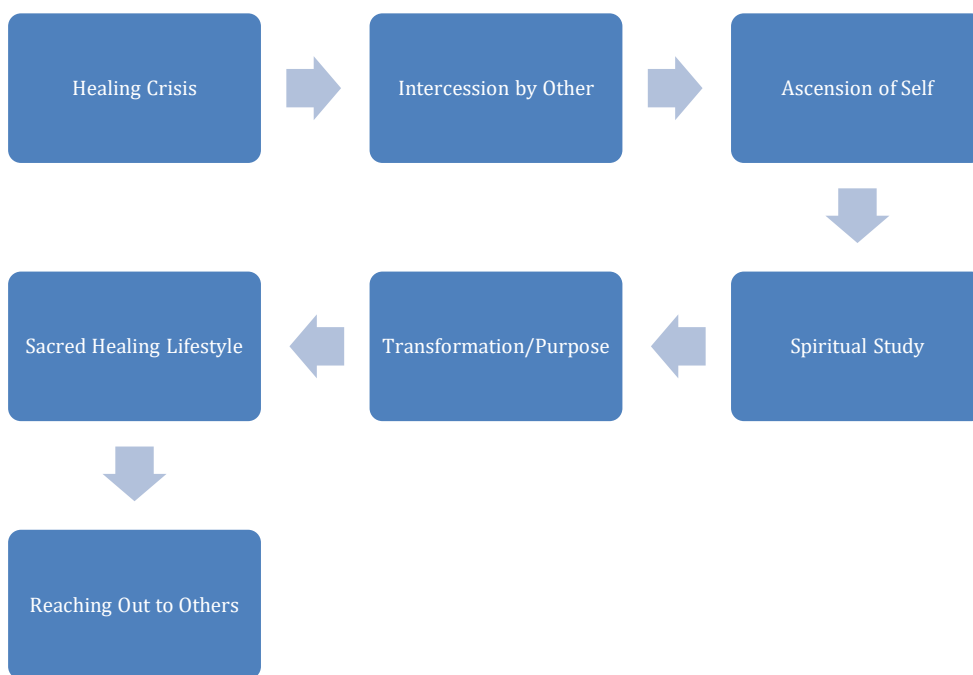 Healing Crisis
Intercession by Other
Ascension of Self
Spiritual Study
Transformation/Purpose
Sacred Healing Lifestyle
Reaching Out to Others